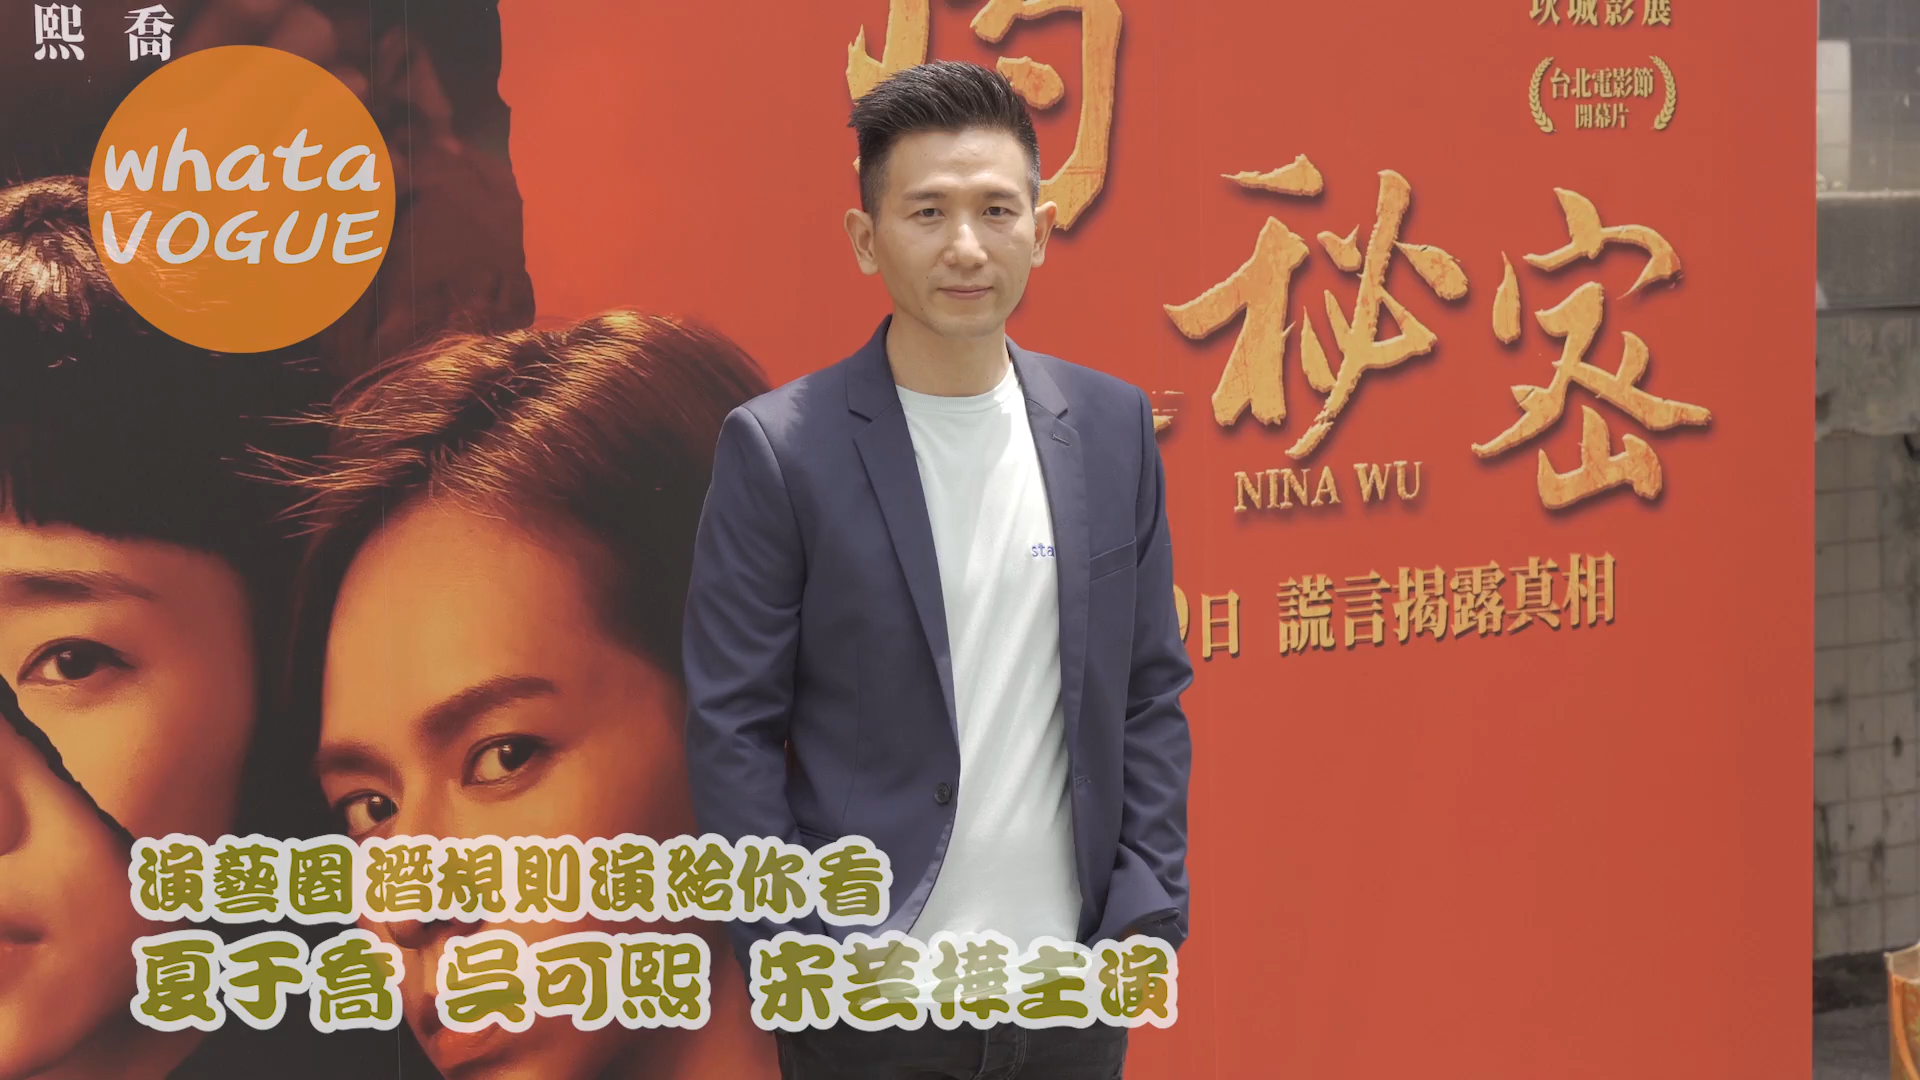 熙 喬
whata
VOGUE
坎城影展
台北電影節
開幕片
的
秘密
NINA WU
日 謊言揭露真相
sta
演藝圈潛規則演給你看
夏于喬 吳可熙 宋芸樺主演